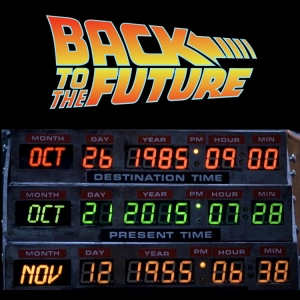 BACK
TO THE
FUTURE
MONTH DAY YEAR PM HOUR MIN
OCT 26 1985 09 00
DESTINATION TIME
MONTH DAY YEAR PM HOUR MIN
OCT 21 2015 07 28
PRESENT TIME
MONTH DAY YEAR PM HOUR MIN
NOV 12 1955 06 38